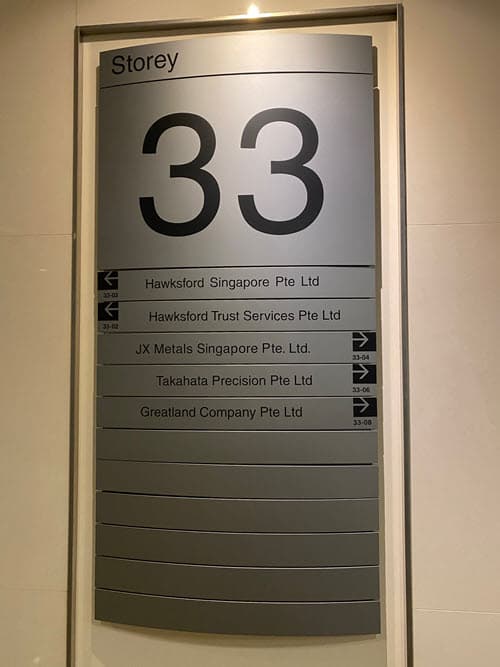 Storey
33
← Hawksford Singapore Pte Ltd
33-03
← Hawksford Trust Services Pte Ltd
33-02
JX Metals Singapore Pte. Ltd. →
33-04
Takahata Precision Pte Ltd →
33-06
Greatland Company Pte Ltd →
33-08